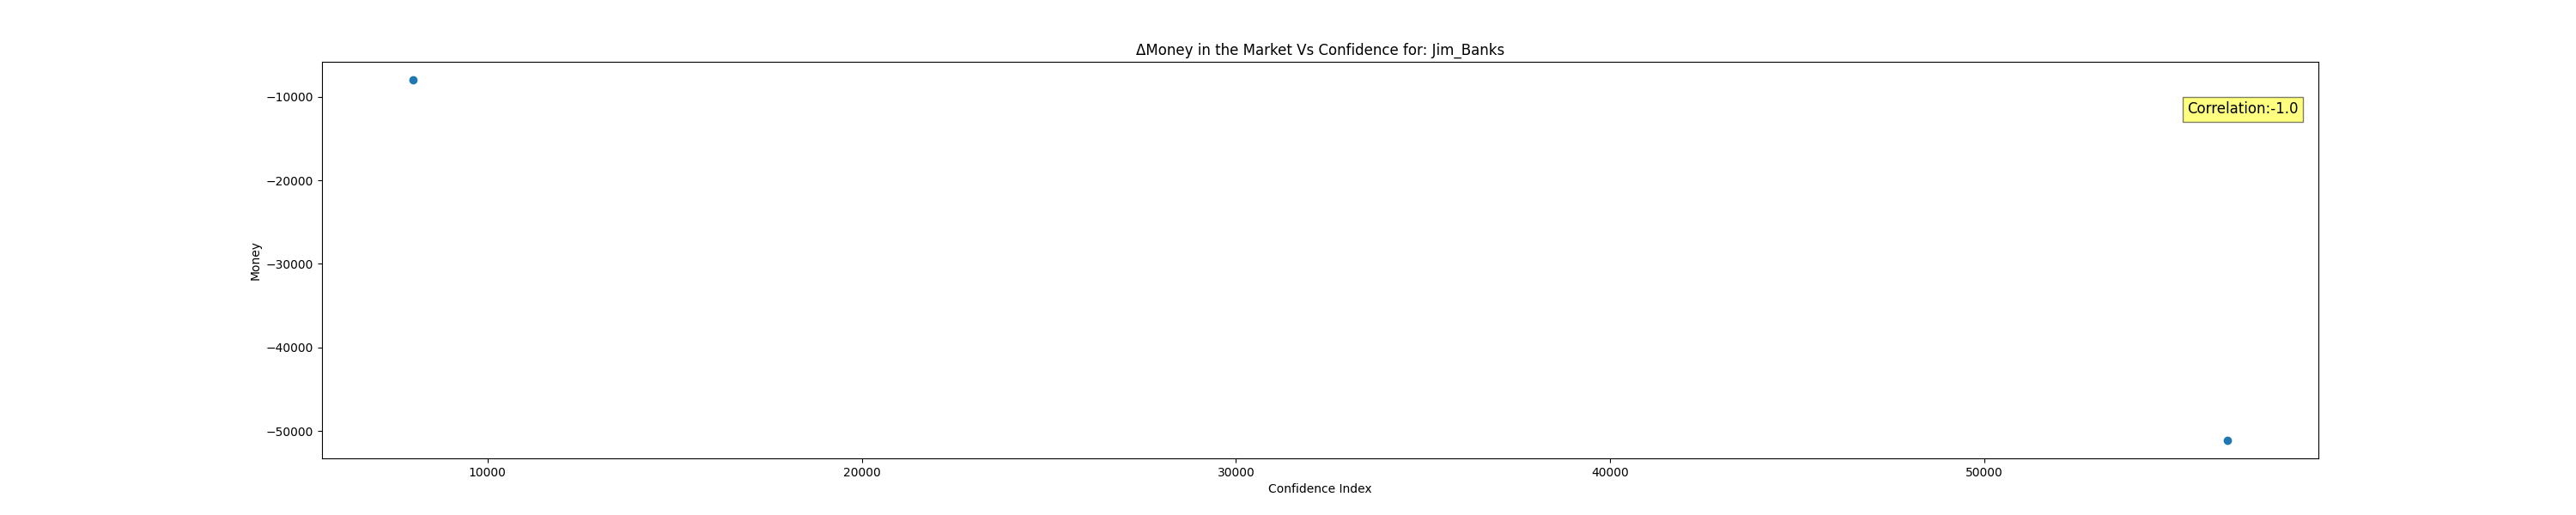 ΔMoney in the Market Vs Confidence for: Jim_Banks
Correlation:-1.0
Money
−10000
−20000
−30000
−40000
−50000
10000 20000 30000 40000 50000
Confidence Index